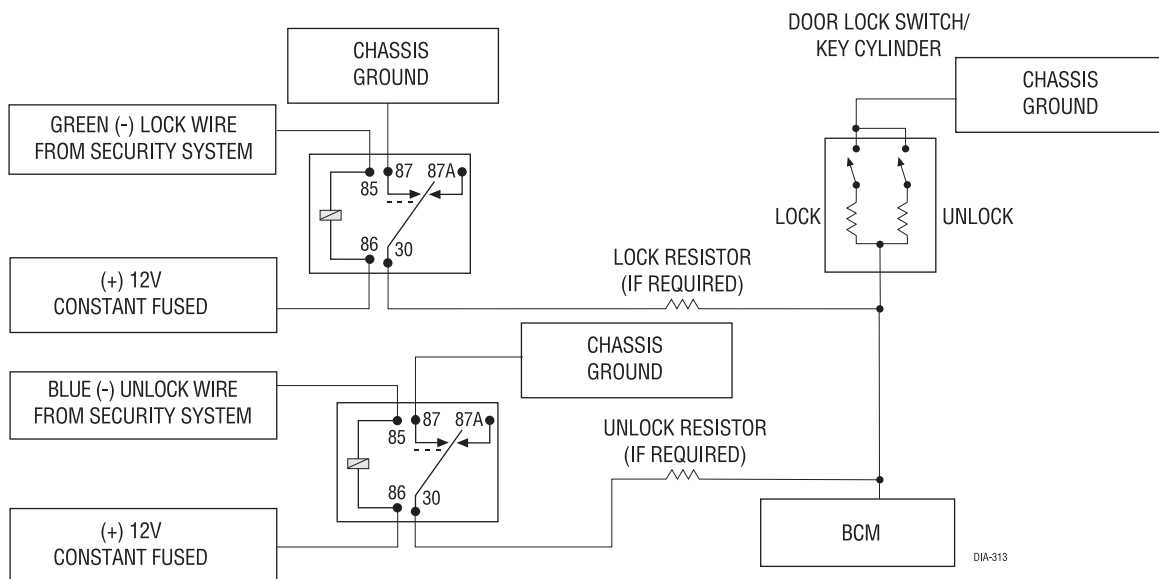 DOOR LOCK SWITCH/
KEY CYLINDER
CHASSIS
GROUND
CHASSIS
GROUND
GREEN (-) LOCK WIRE
FROM SECURITY SYSTEM
87 87A
85
86 30
LOCK UNLOCK
(+) 12V
CONSTANT FUSED
LOCK RESISTOR
(IF REQUIRED)
CHASSIS
GROUND
BLUE (-) UNLOCK WIRE
FROM SECURITY SYSTEM
87 87A
85
86 30
UNLOCK RESISTOR
(IF REQUIRED)
(+) 12V
CONSTANT FUSED
BCM
DIA-313